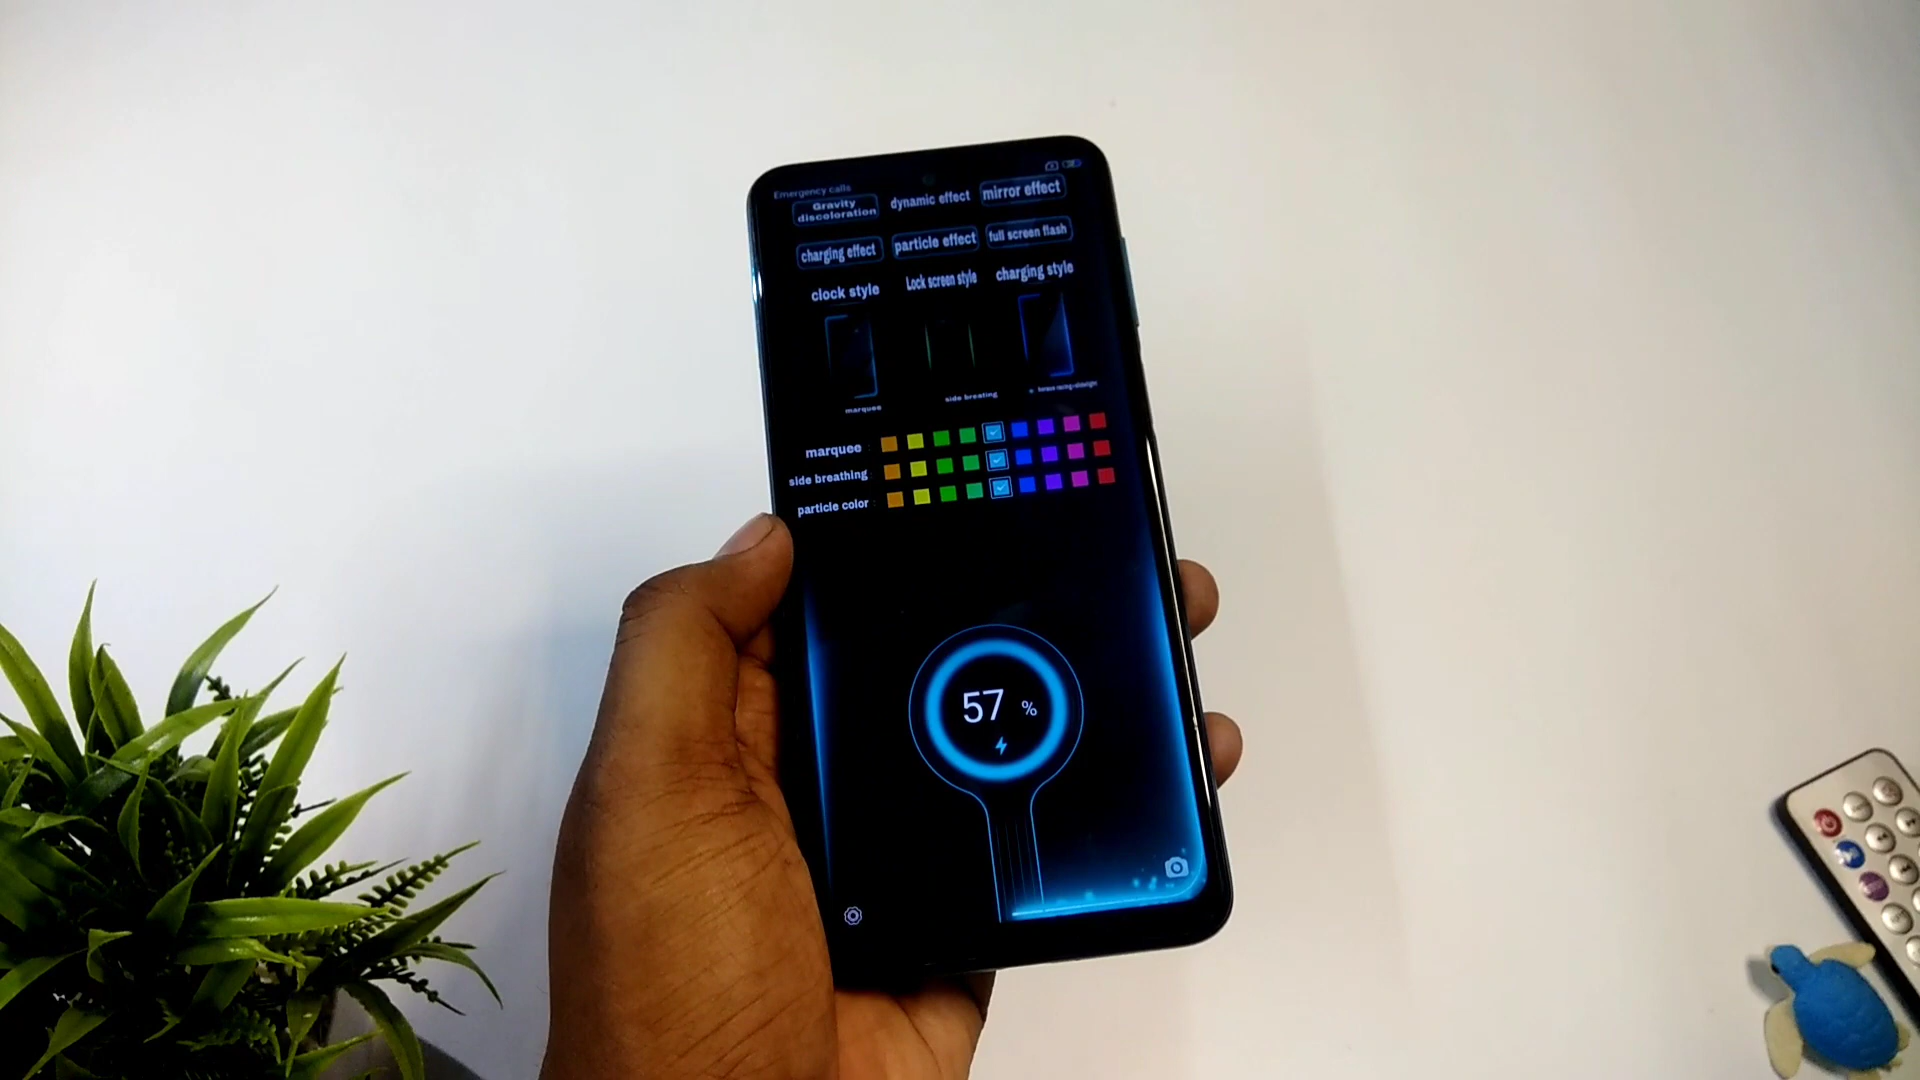 Emergency calls
Gravity
discoloration
dynamic effect
mirror effect
charging effect
particle effect
full screen flash
clock style
Lock screen style
charging style
marquee
side breating
marquee :
side breathing :
particle color :
57 %